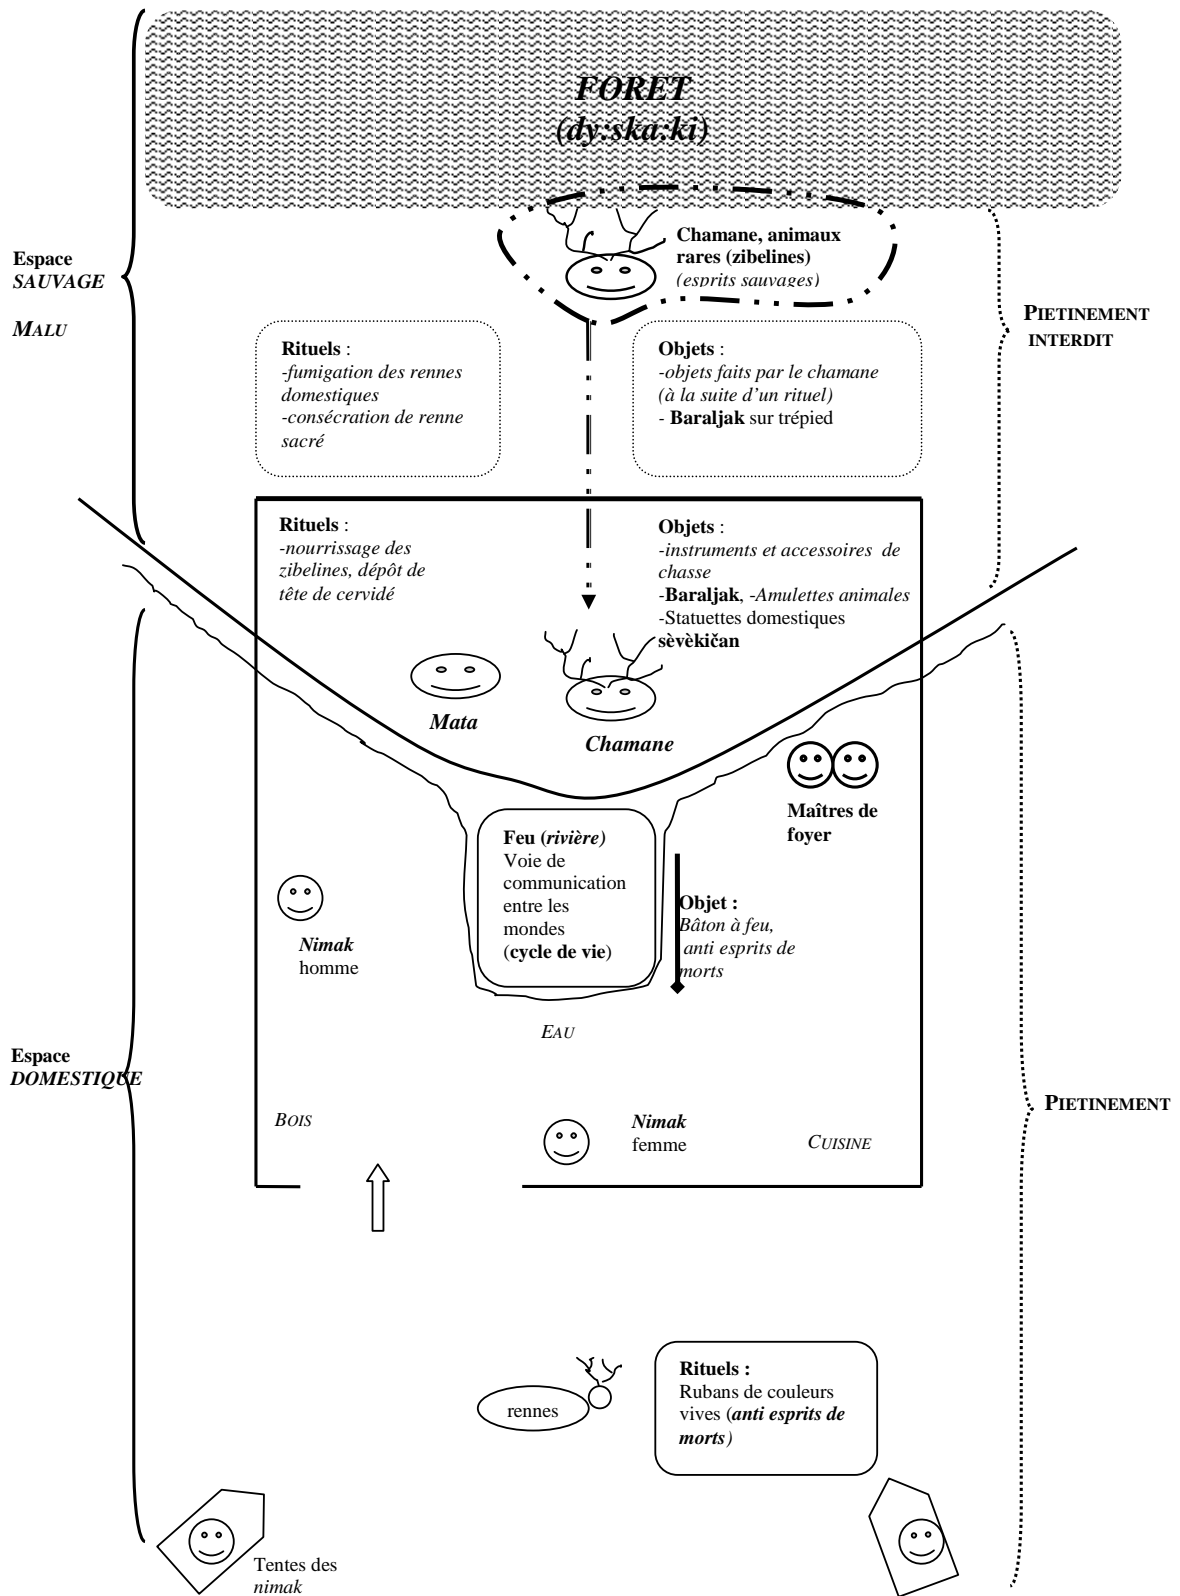 FORET
(dy:ska:ki)
Chamane, animaux
rares (zibelines)
(esprits sauvages)
Espace
SAUVAGE
MALU
PIETINEMENT
INTERDIT
Rituels :
-fumigation des rennes
domestiques
-consécration de renne
sacré
Objets :
-objets faits par le chamane
(à la suite d'un rituel)
- Baraljak sur trépied
Rituels :
-nourrissage des
zibelines, dépôt de
tête de cervidé
Objets :
-instruments et accessoires de
chasse
-Baraljak, -Amulettes animales
-Statuettes domestiques
sèvèkičan
Mata
Chamane
Maîtres de
foyer
Feu (rivière)
Voie de
communication
entre les
mondes
(cycle de vie)
Objet :
Bâton à feu,
anti esprits de
morts
Nimak
homme
EAU
Espace
DOMESTIQUE
PIETINEMENT
BOIS
Nimak
femme
CUISINE
rennes
Rituels :
Rubans de couleurs
vives (anti esprits de
morts)
Tentes des
nimak